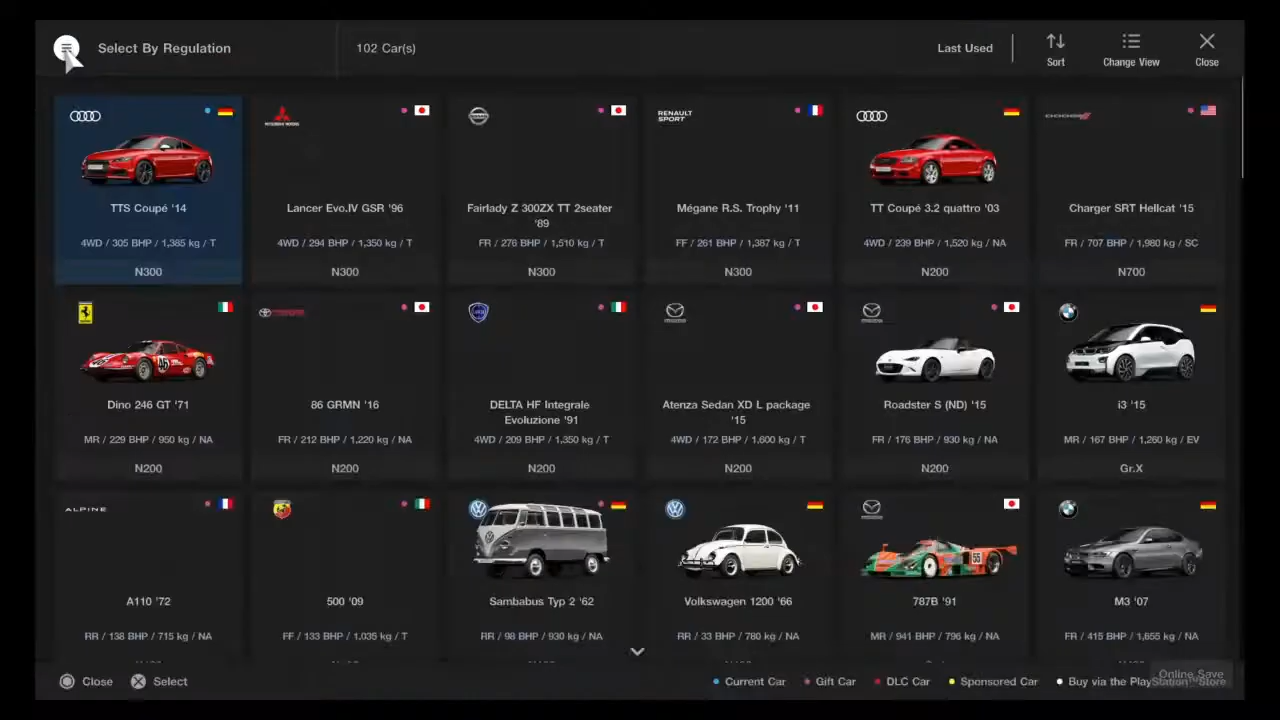 Select By Regulation
102 Car(s)
Last Used
Sort
Change View
Close
RENAULT SPORT
TTS Coupé '14
4WD / 305 BHP / 1,385 kg / T
N300
Lancer Evo.IV GSR '96
4WD / 294 BHP / 1,350 kg / T
N300
Fairlady Z 300ZX TT 2seater
'89
FR / 276 BHP / 1,510 kg / T
N300
Mégane R.S. Trophy '11
FF / 261 BHP / 1,387 kg / T
N300
TT Coupé 3.2 quattro '03
4WD / 239 BHP / 1,520 kg / NA
N200
Charger SRT Hellcat '15
FR / 707 BHP / 1,980 kg / SC
N700
Dino 246 GT '71
MR / 229 BHP / 950 kg / NA
N200
86 GRMN '16
FR / 212 BHP / 1,220 kg / NA
N200
DELTA HF Integrale
Evoluzione '91
4WD / 209 BHP / 1,350 kg / T
N200
Atenza Sedan XD L package
'15
4WD / 172 BHP / 1,600 kg / T
N200
Roadster S (ND) '15
FR / 176 BHP / 930 kg / NA
N200
i3 '15
MR / 167 BHP / 1,260 kg / EV
Gr.X
ALPINE
A110 '72
RR / 138 BHP / 715 kg / NA
500 '09
FF / 133 BHP / 1,035 kg / T
Sambabus Typ 2 '62
RR / 98 BHP / 930 kg / NA
Volkswagen 1200 '66
RR / 33 BHP / 780 kg / NA
55
787B '91
MR / 941 BHP / 796 kg / NA
M3 '07
FR / 415 BHP / 1,655 kg / NA
Close
Select
Current Car
Gift Car
DLC Car
Sponsored Car
Buy via the PlayStation™Store
Online Save